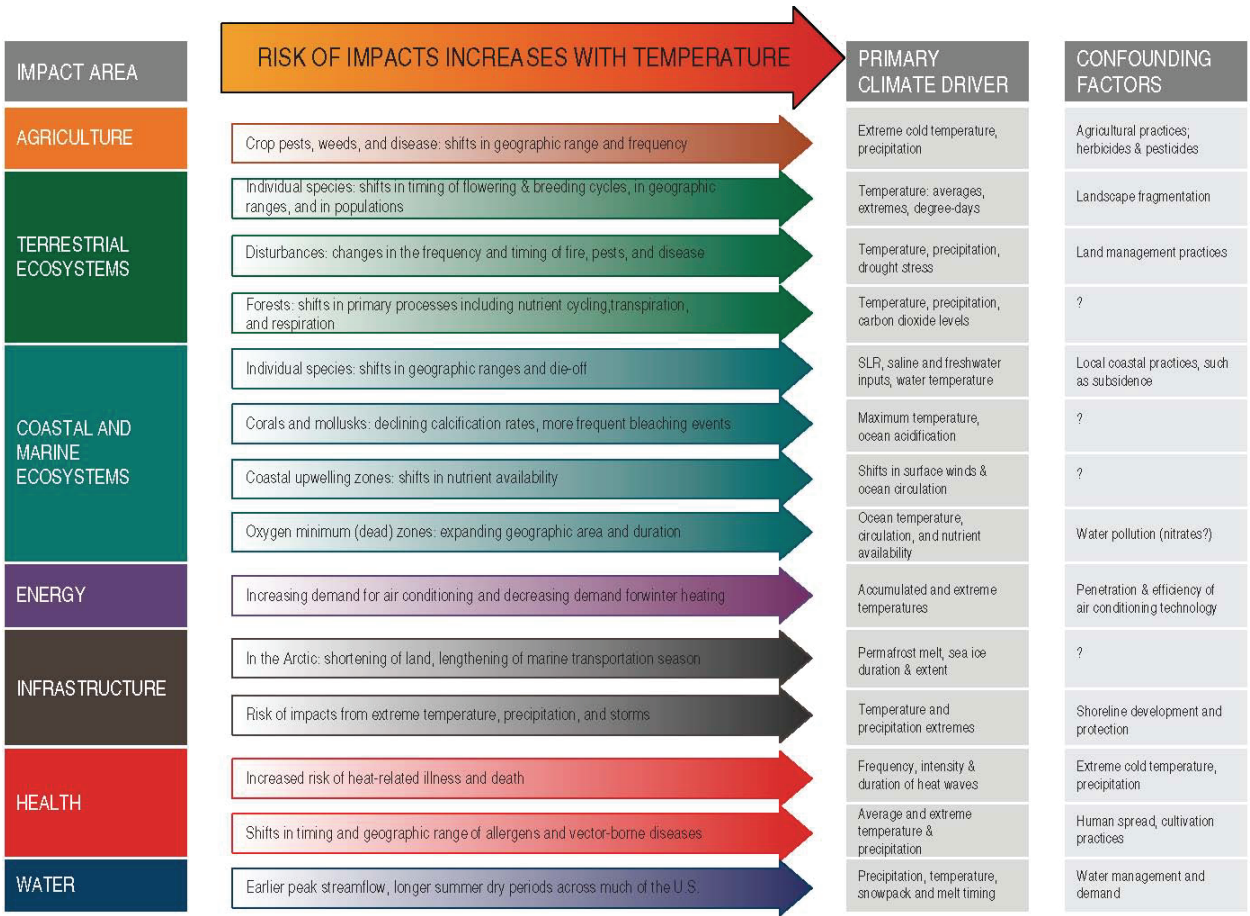 IMPACT AREA
RISK OF IMPACTS INCREASES WITH TEMPERATURE
PRIMARY
CLIMATE DRIVER
CONFOUNDING
FACTORS
AGRICULTURE
Crop pests, weeds, and disease: shifts in geographic range and frequency
Extreme cold temperature,
precipitation
Agricultural practices;
herbicides & pesticides
TERRESTRIAL
ECOSYSTEMS
Individual species: shifts in timing of flowering & breeding cycles, in geographic
ranges, and in populations
Temperature: averages,
extremes, degree-days
Landscape fragmentation
Disturbances: changes in the frequency and timing of fire, pests, and disease
Temperature, precipitation,
drought stress
Land management practices
Forests: shifts in primary processes including nutrient cycling,transpiration,
and respiration
Temperature, precipitation,
carbon dioxide levels
?
COASTAL AND
MARINE
ECOSYSTEMS
Individual species: shifts in geographic ranges and die-off
SLR, saline and freshwater
inputs, water temperature
Local coastal practices, such
as subsidence
Corals and mollusks: declining calcification rates, more frequent bleaching events
Maximum temperature,
ocean acidification
?
Coastal upwelling zones: shifts in nutrient availability
Shifts in surface winds &
ocean circulation
?
Oxygen minimum (dead) zones: expanding geographic area and duration
Ocean temperature,
circulation, and nutrient
availability
Water pollution (nitrates?)
ENERGY
Increasing demand for air conditioning and decreasing demand forwinter heating
Accumulated and extreme
temperatures
Penetration & efficiency of
air conditioning technology
INFRASTRUCTURE
In the Arctic: shortening of land, lengthening of marine transportation season
Permafrost melt, sea ice
duration & extent
?
Risk of impacts from extreme temperature, precipitation, and storms
Temperature and
precipitation extremes
Shoreline development and
protection
HEALTH
Increased risk of heat-related illness and death
Frequency, intensity &
duration of heat waves
Extreme cold temperature,
precipitation
Shifts in timing and geographic range of allergens and vector-borne diseases
Average and extreme
temperature &
precipitation
Human spread, cultivation
practices
WATER
Earlier peak streamflow, longer summer dry periods across much of the U.S.
Precipitation, temperature,
snowpack and melt timing
Water management and
demand